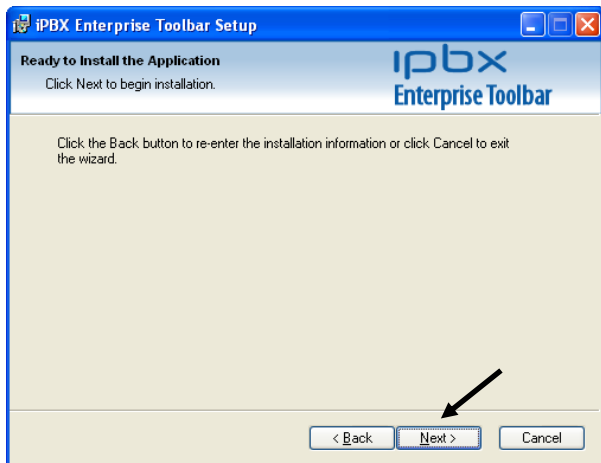 iPBX Enterprise Toolbar Setup
Ready to Install the Application
Click Next to begin installation.
ipbx
Enterprise Toolbar
Click the Back button to re-enter the installation information or click Cancel to exit
the wizard.
< Back Next > Cancel